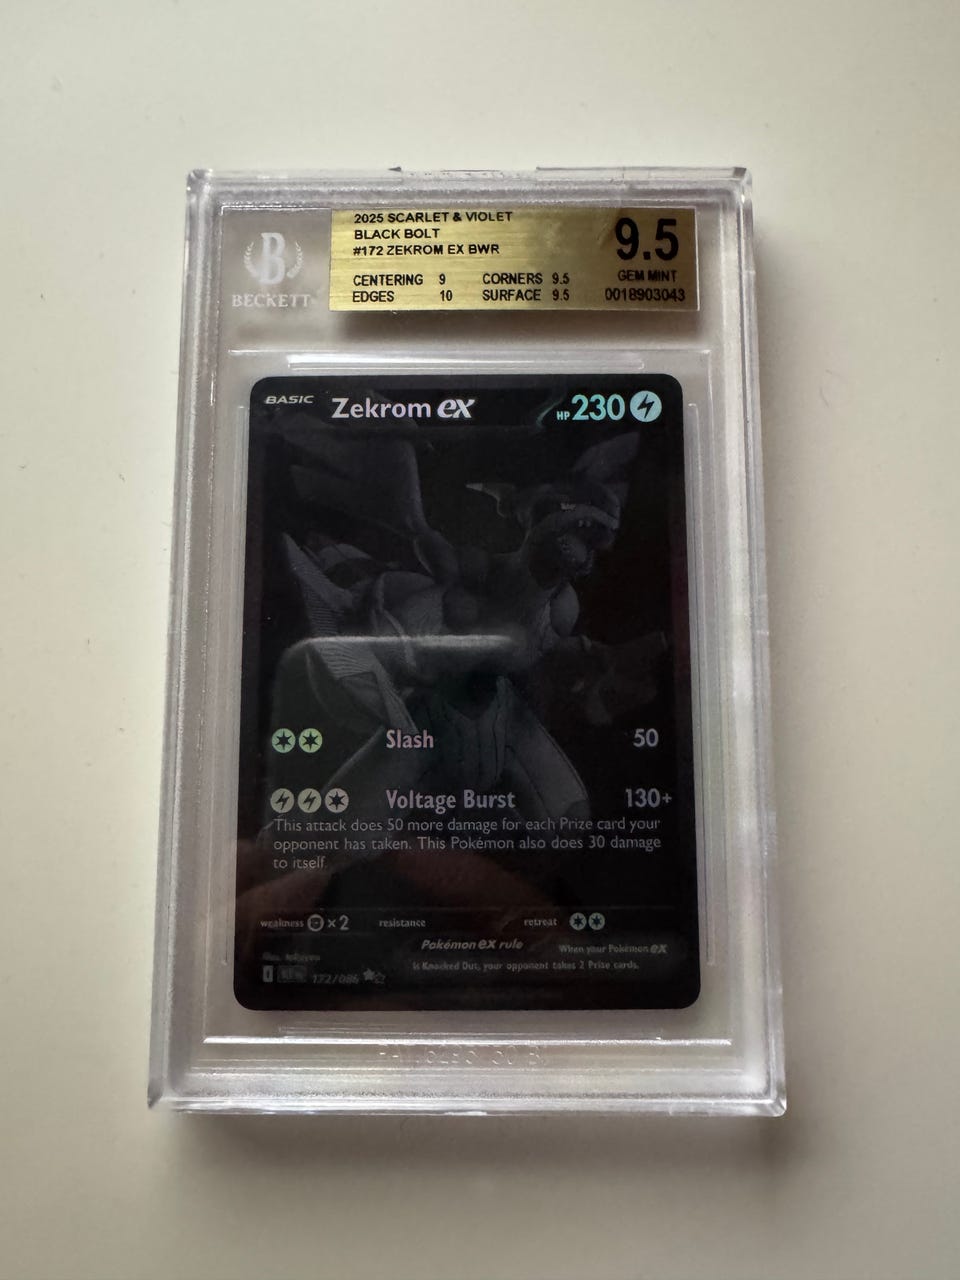 2025 SCARLET & VIOLET
BLACK BOLT
#172 ZEKROM EX BWR
CENTERING 9 CORNERS 9.5
EDGES 10 SURFACE 9.5
9.5
GEM MINT
0018903043
B
BECKETT
BASIC Zekrom ex HP 230
Slash 50
Voltage Burst 130+
This attack does 50 more damage for each Prize card your
opponent has taken. This Pokémon also does 30 damage
to itself.
weakness ×2 resistance retreat
Pokémon ex rule When your Pokémon ex
is Knocked Out, your opponent takes 2 Prize cards.
Illus.
172/086